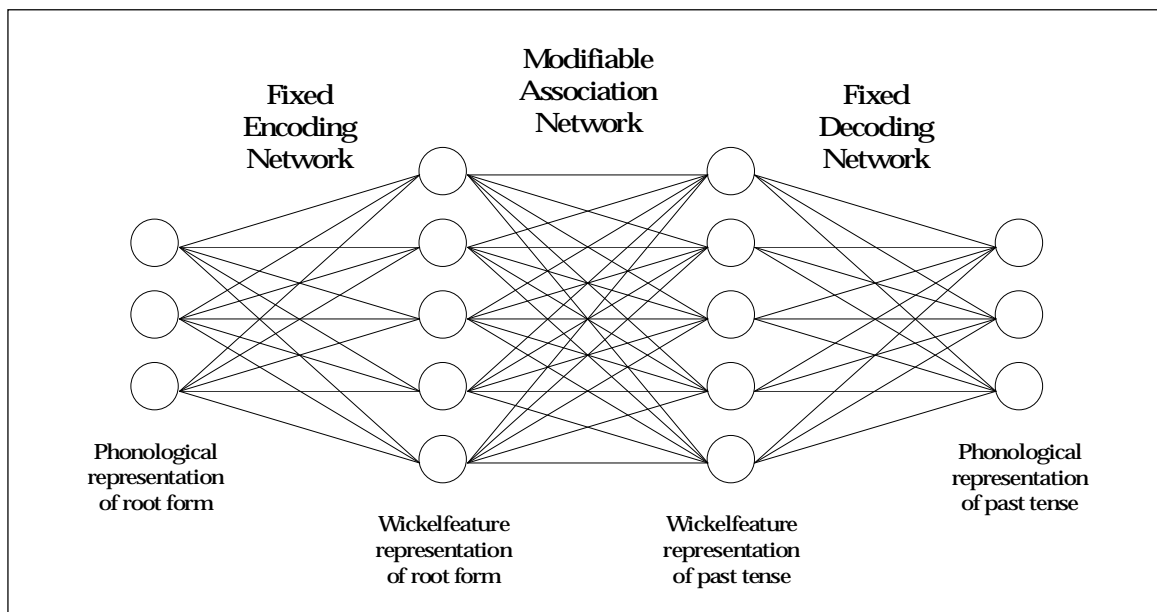 Fixed
Encoding
Network
Modifiable
Association
Network
Fixed
Decoding
Network
Phonological
representation
of root form
Wickelfeature
representation
of root form
Wickelfeature
representation
of past tense
Phonological
representation
of past tense